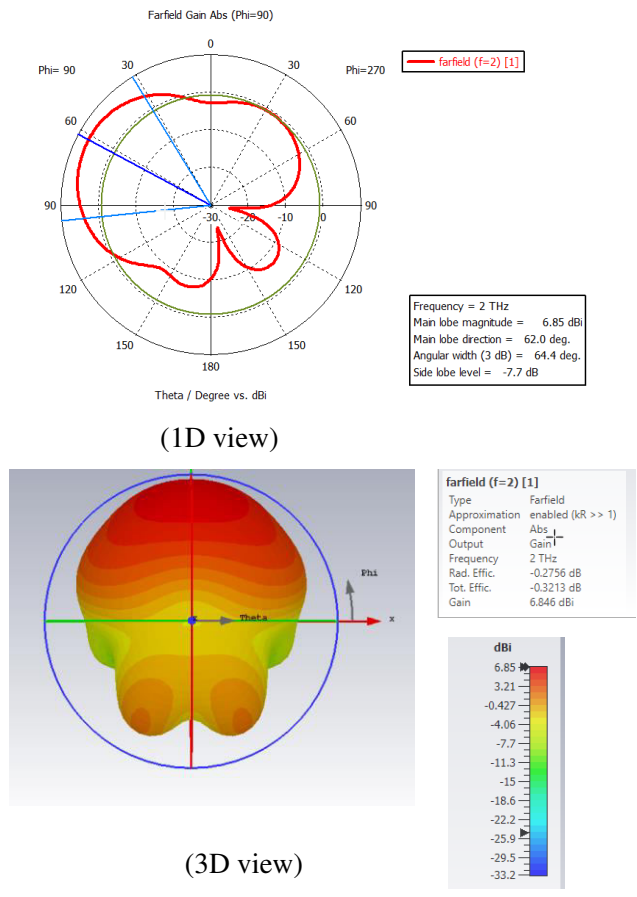 Farfield Gain Abs (Phi=90)
0
Phi= 90
30
30
Phi=270
farfield (f=2) [1]
60
60
90
-30
-20
-10
0
90
120
120
150
150
180
Theta / Degree vs. dBi
Frequency = 2 THz
Main lobe magnitude = 6.85 dBi
Main lobe direction = 62.0 deg.
Angular width (3 dB) = 64.4 deg.
Side lobe level = -7.7 dB
(1D view)
Phi
Theta
x
farfield (f=2) [1]
Type Farfield
Approximation enabled (kR >> 1)
Component Abs
Output Gain
Frequency 2 THz
Rad. Effic. -0.2756 dB
Tot. Effic. -0.3213 dB
Gain 6.846 dBi
dBi
6.85
3.21
-0.427
-4.06
-7.7
-11.3
-15
-18.6
-22.2
-25.9
-29.5
-33.2
(3D view)